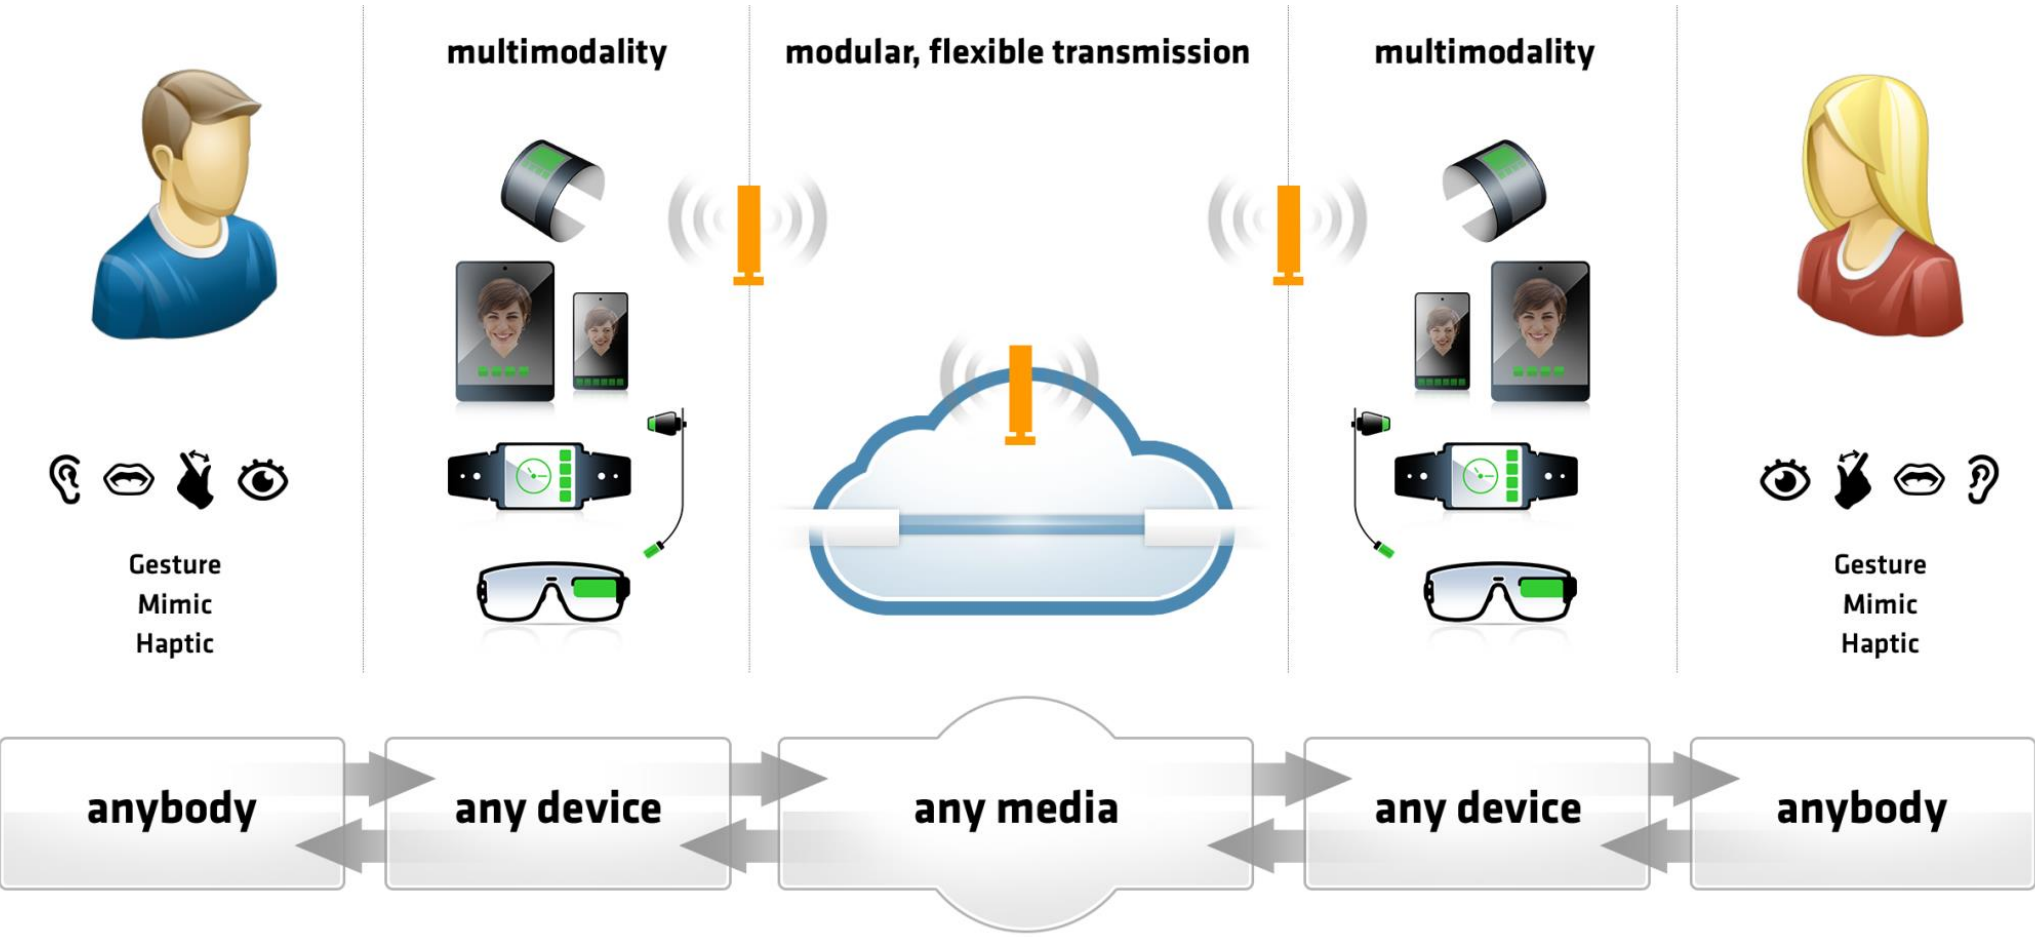 multimodality
modular, flexible transmission
multimodality
Gesture
Mimic
Haptic
Gesture
Mimic
Haptic
anybody
any device
any media
any device
anybody